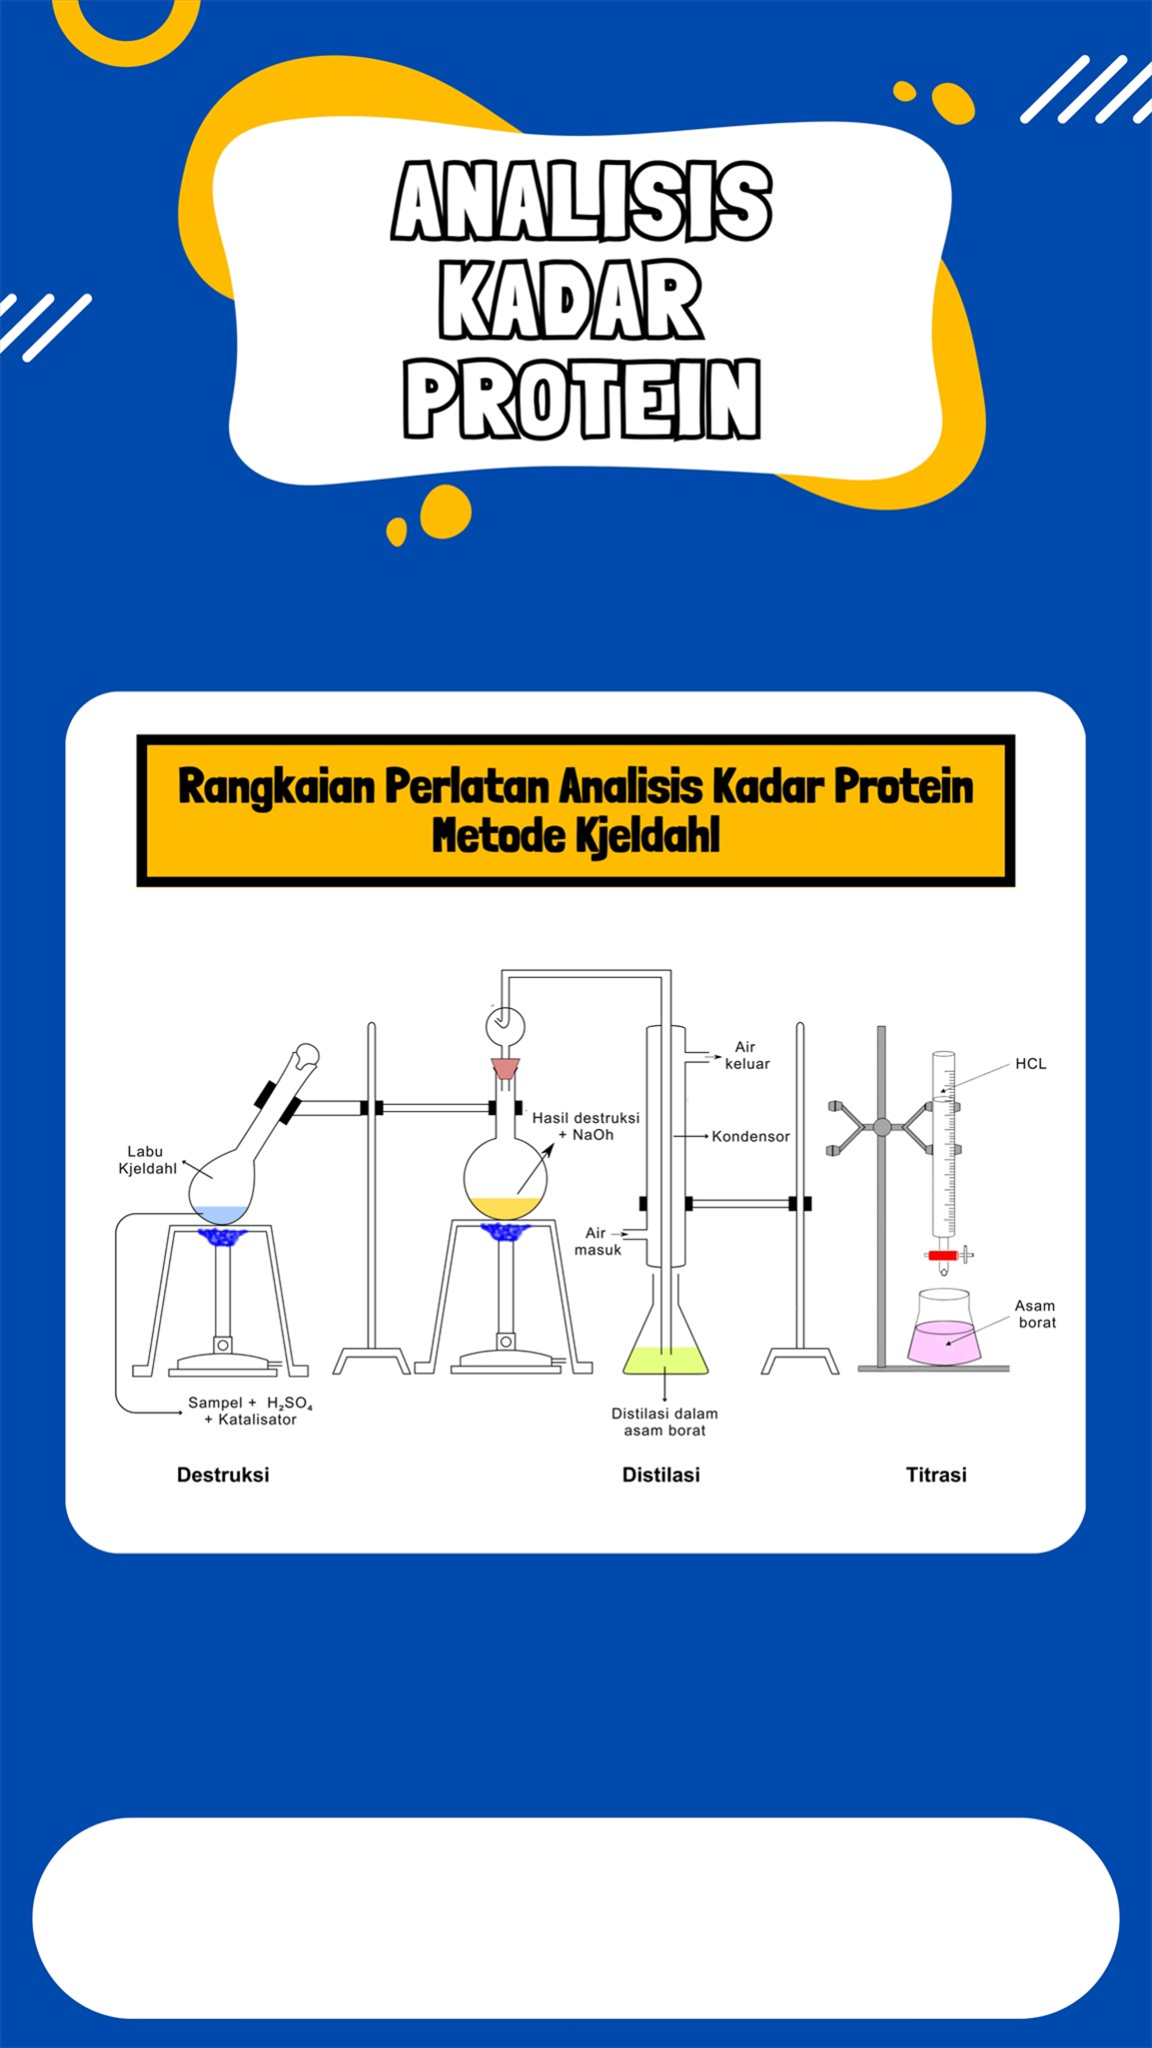 ANALISIS
KADAR
PROTEIN
Rangkaian Perlatan Analisis Kadar Protein
Metode Kjeldahl
Labu
Kjeldahl
Sampel + H₂SO₄
+ Katalisator
Destruksi
Hasil destruksi
+ NaOh
Air
keluar
Kondensor
Air
masuk
Distilasi dalam
asam borat
Distilasi
HCL
Asam
borat
Titrasi